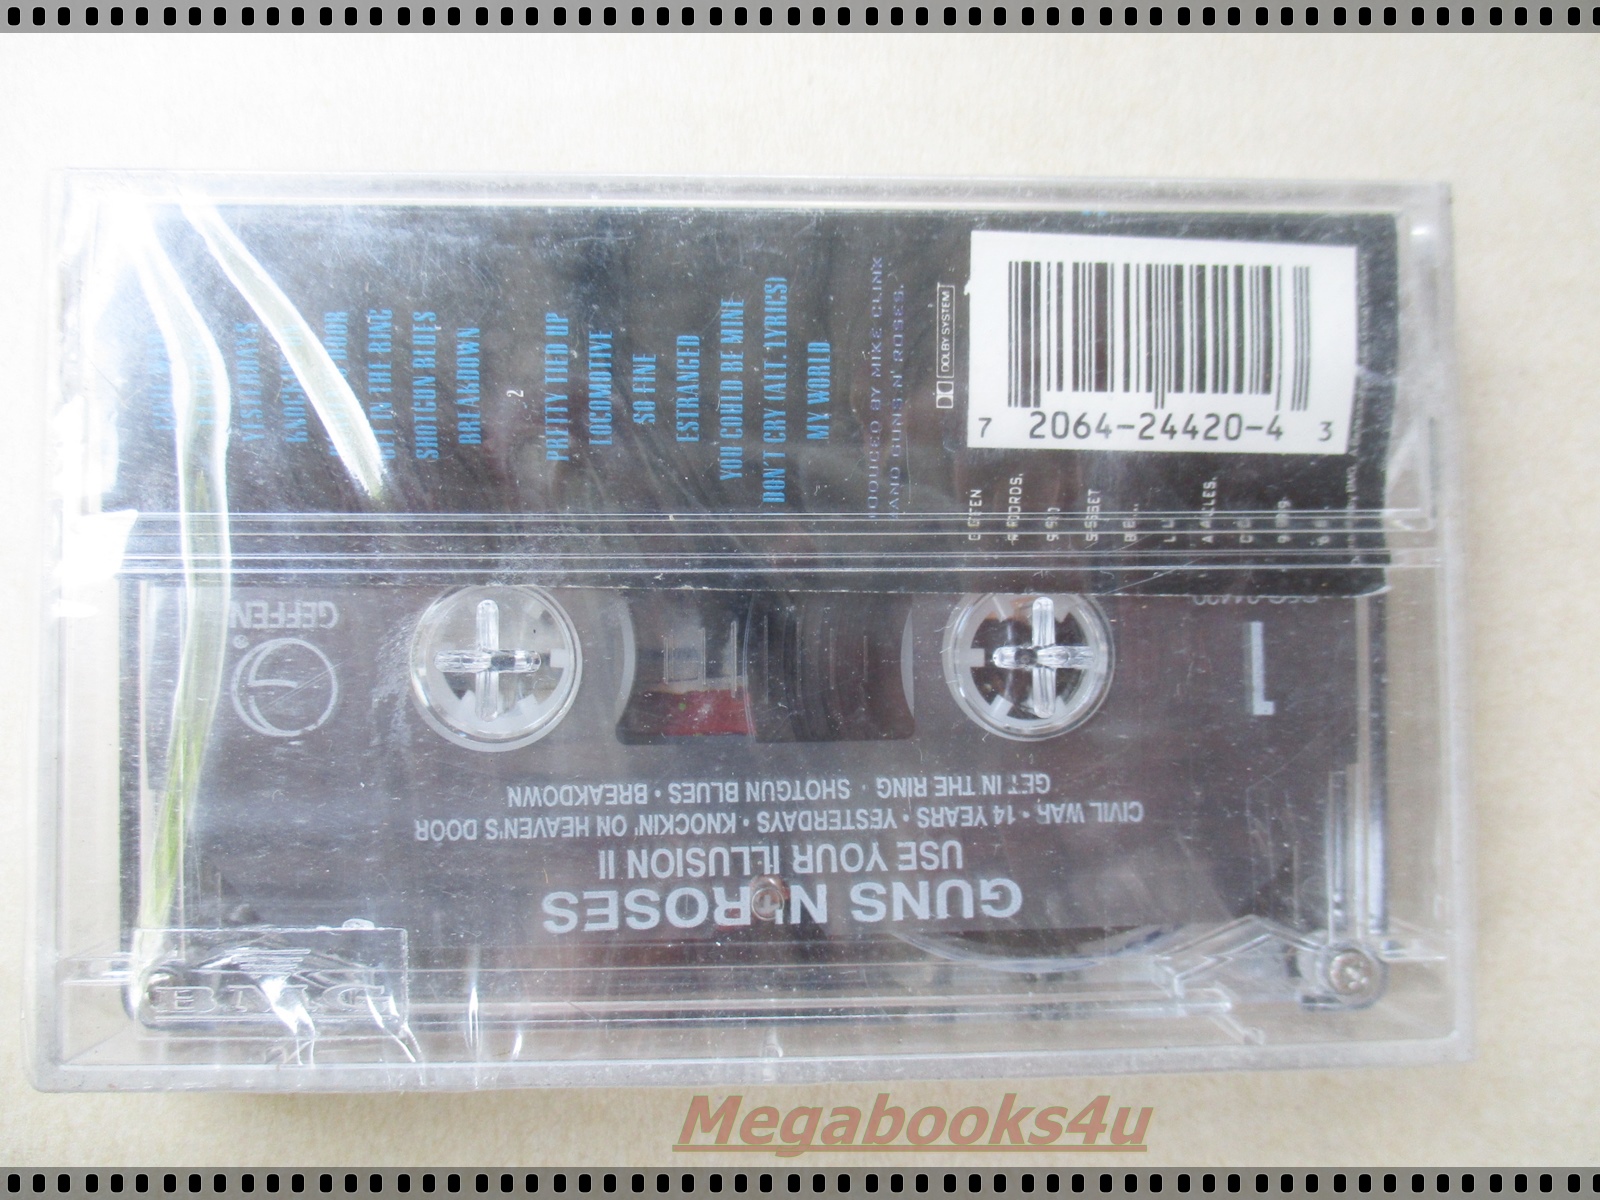 YESTERDAYS
GET IN THE RING
SHOTGUN BLUES
BREAKDOWN
2
PRETTY TIED UP
LOCOMOTIVE
SO FINE
ESTRANGED
YOU COULD BE MINE
DON'T CRY (ALT. LYRICS)
MY WORLD
BY MIKE CLINK
AND GUNS N' ROSES.
DOLBY SYSTEM
7 2064-24420-4 3
GEFFEN
®
1
GUNS N' ROSES
USE YOUR ILLUSION II
CIVIL WAR • 14 YEARS • YESTERDAYS • KNOCKIN' ON HEAVEN'S DOOR
GET IN THE RING • SHOTGUN BLUES • BREAKDOWN
BMG
Megabooks4u